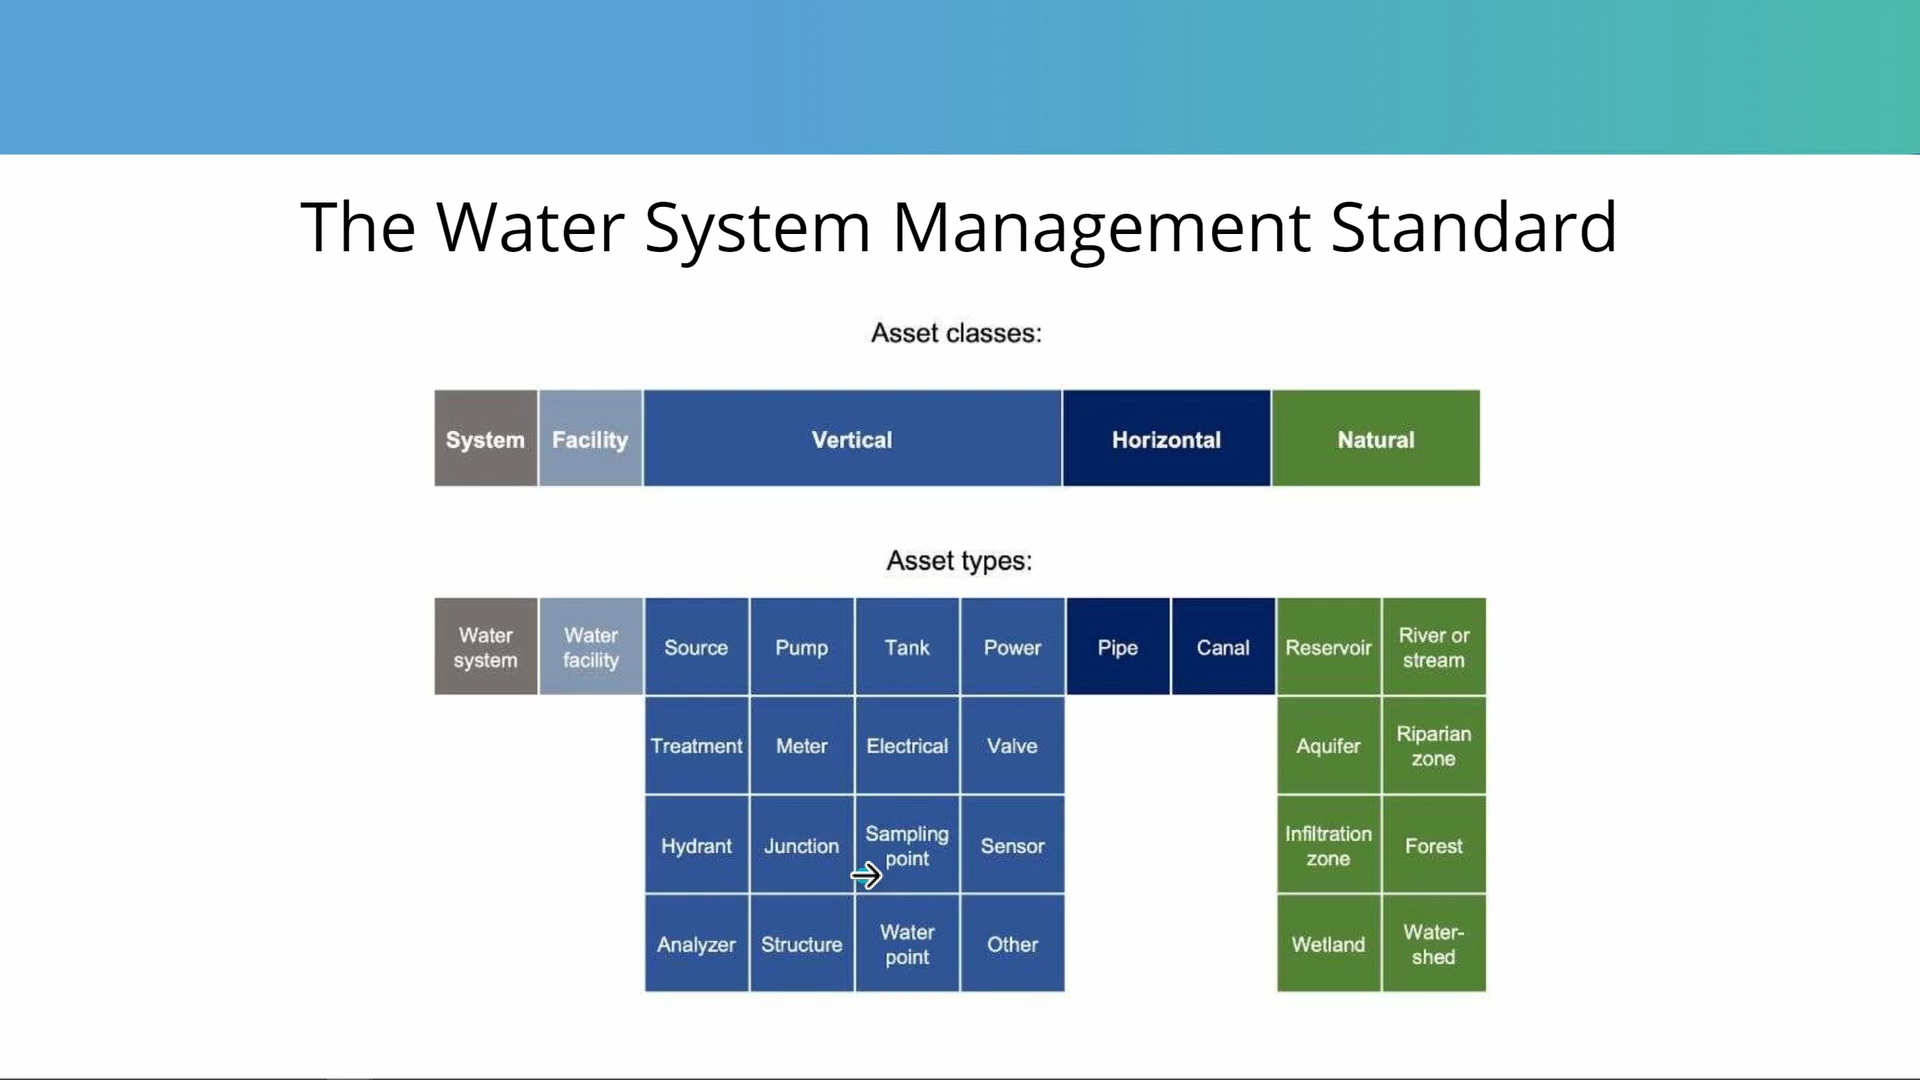 The Water System Management Standard
Asset classes:
System Facility Vertical Horizontal Natural
Asset types:
Water system Water facility Source Pump Tank Power Pipe Canal Reservoir River or stream
Treatment Meter Electrical Valve Aquifer Riparian zone
Hydrant Junction Sampling point Sensor Infiltration zone Forest
Analyzer Structure Water point Other Wetland Water-shed